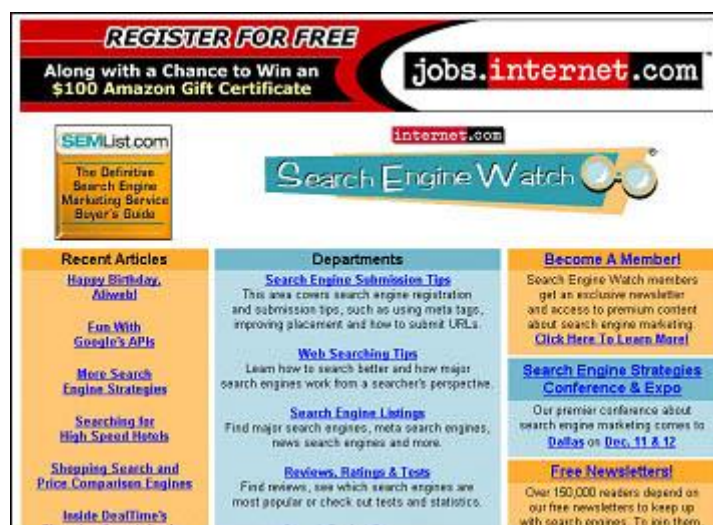 REGISTER FOR FREE
Along with a Chance to Win an
$100 Amazon Gift Certificate
jobs.internet.com
SEMList.com
The Definitive
Search Engine
Marketing Service
Buyer's Guide
internet.com
Search Engine Watch
Recent Articles
Happy Birthday,
Aliweb!
Fun With
Google's APIs
More Search
Engine Strategies
Searching for
High Speed Hotels
Shopping Search and
Price Comparison Engines
Inside DealTime's
Departments
Search Engine Submission Tips
This area covers search engine registration
and submission tips, such as using meta tags,
improving placement and how to submit URLs.
Web Searching Tips
Learn how to search better and how major
search engines work from a searcher's perspective.
Search Engine Listings
Find major search engines, meta search engines,
news search engines and more.
Reviews, Ratings & Tests
Find reviews, see which search engines are
most popular or check out tests and statistics.
Become A Member!
Search Engine Watch members
get an exclusive newsletter
and access to premium content
about search engine marketing.
Click Here To Learn More!
Search Engine Strategies
Conference & Expo
Our premier conference about
search engine marketing comes to
Dallas on Dec. 11 & 12
Free Newsletters!
Over 150,000 readers depend on
our free newsletters to keep up
with search engines. To join them